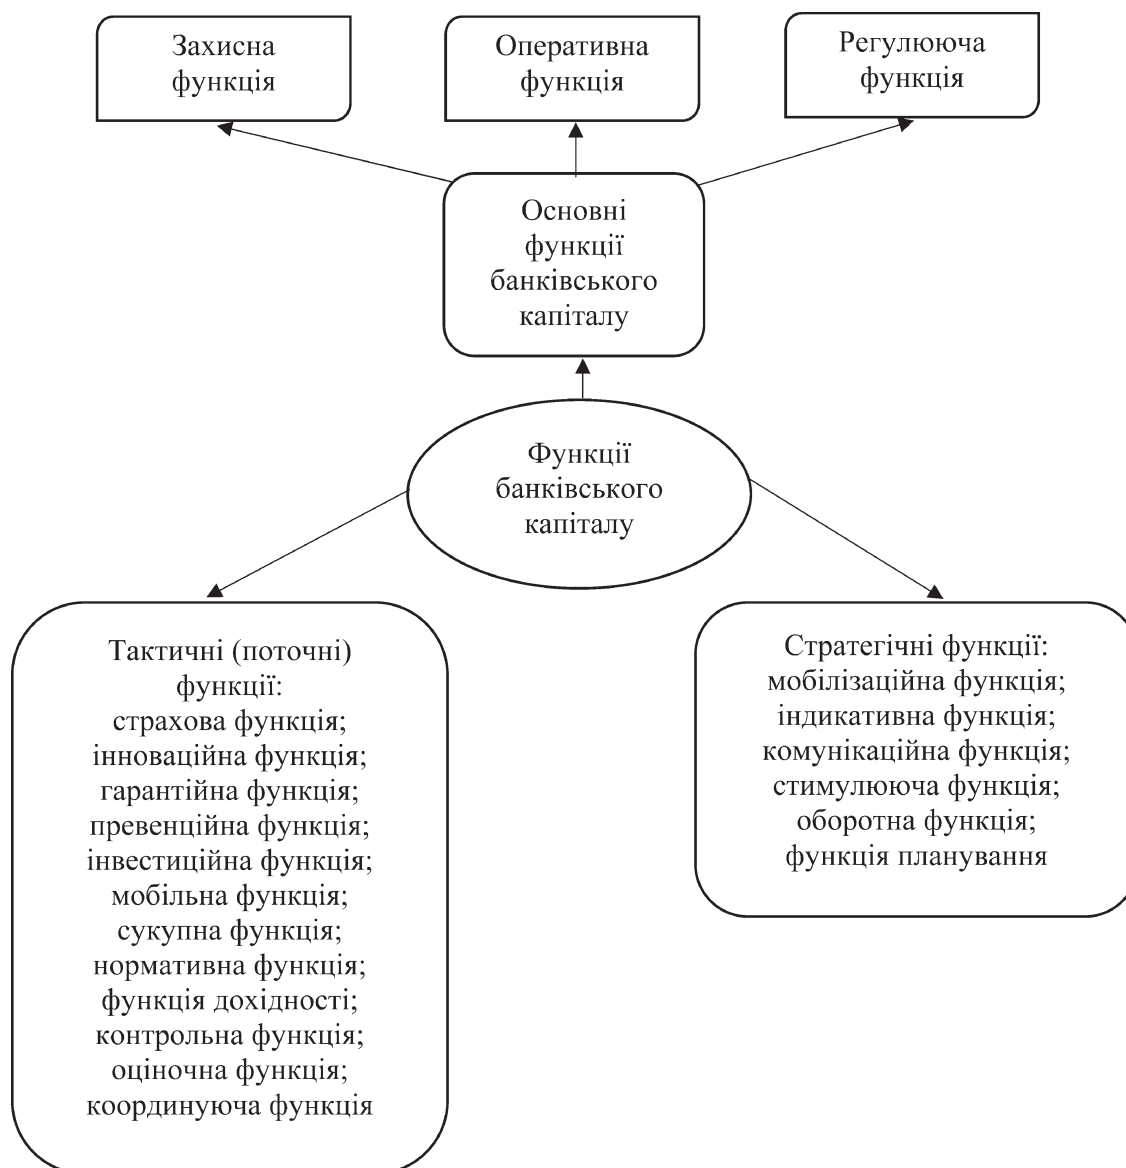 Захисна
функція
Оперативна
функція
Регулююча
функція
Основні
функції
банківського
капіталу
Функції
банківського
капіталу
Тактичні (поточні)
функції:
страхова функція;
інноваційна функція;
гарантійна функція;
превенційна функція;
інвестиційна функція;
мобільна функція;
сукупна функція;
нормативна функція;
функція дохідності;
контрольна функція;
оціночна функція;
координуюча функція
Стратегічні функції:
мобілізаційна функція;
індикативна функція;
комунікаційна функція;
стимулююча функція;
оборотна функція;
функція планування